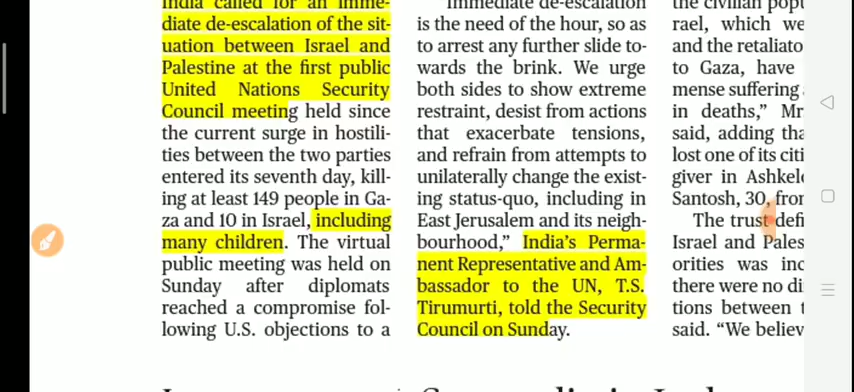 India called for an imme-
diate de-escalation of the sit-
uation between Israel and
Palestine at the first public
United Nations Security
Council meeting held since
the current surge in hostili-
ties between the two parties
entered its seventh day, kill-
ing at least 149 people in Ga-
za and 10 in Israel, including
many children. The virtual
public meeting was held on
Sunday after diplomats
reached a compromise fol-
lowing U.S. objections to a
Immediate de-escalation
is the need of the hour, so as
to arrest any further slide to-
wards the brink. We urge
both sides to show extreme
restraint, desist from actions
that exacerbate tensions,
and refrain from attempts to
unilaterally change the exist-
ing status-quo, including in
East Jerusalem and its neigh-
bourhood,” India’s Perma-
nent Representative and Am-
bassador to the UN, T.S.
Tirumurti, told the Security
Council on Sunday.
the civilian
rael, which we
and the retaliato
to Gaza, have
mense suffering
in deaths,” Mr
said, adding tha
lost one of its citi
giver in Ashkel
Santosh, 30, fror
The trust defi
Israel and Pales
orities was inc
there were no di
tions between
said. “We believ